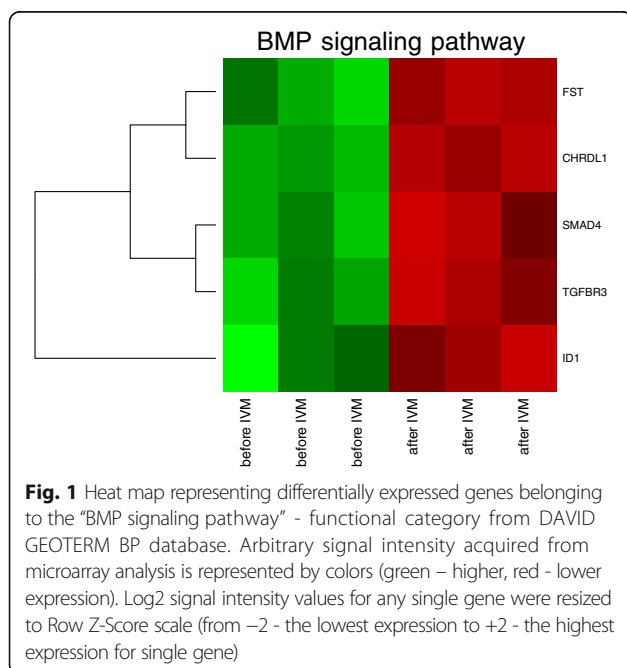 BMP signaling pathway
FST
CHRDL1
SMAD4
TGFBR3
ID1
before IVM
before IVM
before IVM
after IVM
after IVM
after IVM
Fig. 1 Heat map representing differentially expressed genes belonging
to the “BMP signaling pathway” - functional category from DAVID
GEOTERM BP database. Arbitrary signal intensity acquired from
microarray analysis is represented by colors (green – higher, red - lower
expression). Log2 signal intensity values for any single gene were resized
to Row Z-Score scale (from −2 - the lowest expression to +2 - the highest
expression for single gene)